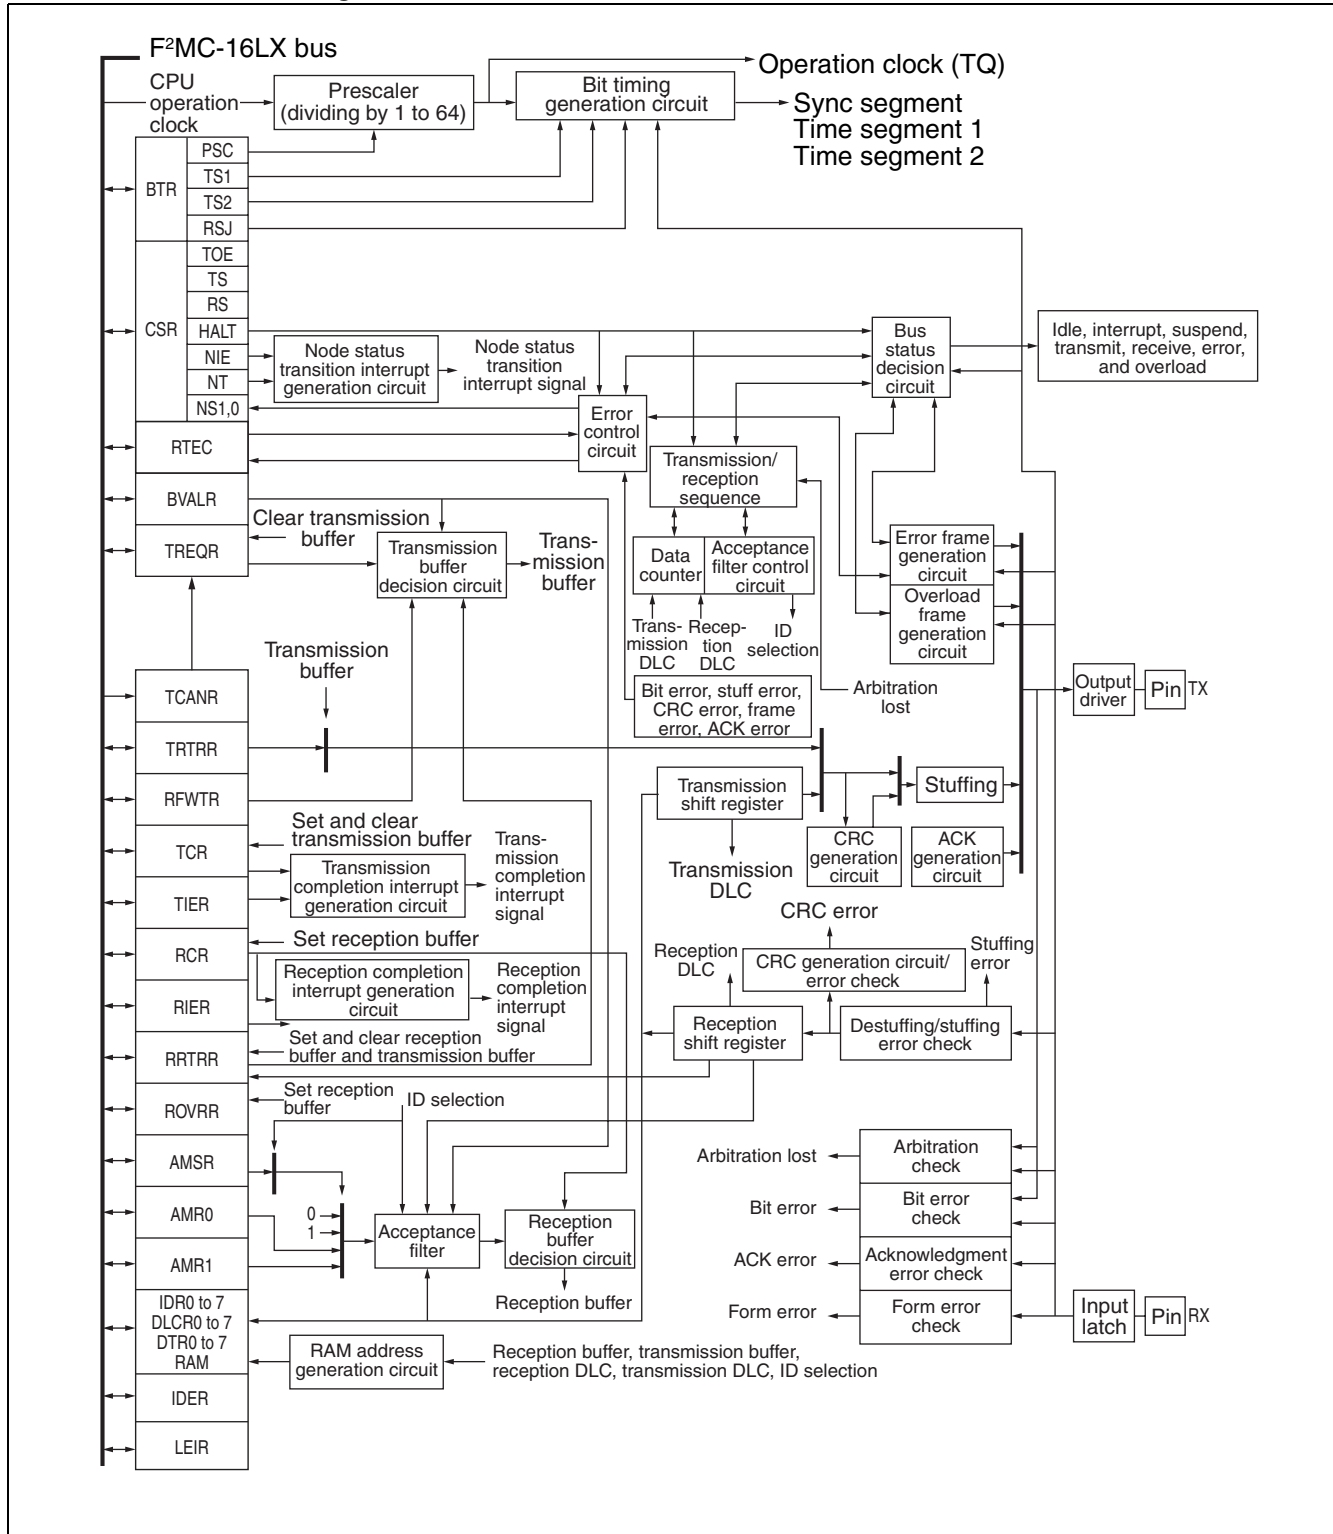 F²MC-16LX bus
CPU
operation
clock
Prescaler
(dividing by 1 to 64)
Bit timing
generation circuit
Operation clock (TQ)
Sync segment
Time segment 1
Time segment 2
BTR
PSC
TS1
TS2
RSJ
CSR
TOE
TS
RS
HALT
NIE
NT
NS1,0
Node status
transition interrupt
generation circuit
Node status
transition
interrupt signal
Bus
status
decision
circuit
Idle, interrupt, suspend,
transmit, receive, error,
and overload
Error
control
circuit
RTEC
Transmission/
reception
sequence
BVALR
TREQR
Clear transmission
buffer
Transmission
buffer
decision circuit
Trans-
mission
buffer
Data
counter
Acceptance
filter control
circuit
Error frame
generation
circuit
Overload
frame
generation
circuit
Trans-
mission
DLC
Recep-
tion
DLC
ID
selection
Transmission
buffer
Bit error, stuff error,
CRC error, frame
error, ACK error
Arbitration
lost
Output
driver
Pin
TX
TCANR
TRTRR
RFWTR
TCR
TIER
RCR
RIER
RRTRR
ROVRR
AMSR
AMR0
AMR1
IDR0 to 7
DLCR0 to 7
DTR0 to 7
RAM
IDER
LEIR
Transmission
shift register
Stuffing
Set and clear
transmission buffer
Transmission
completion interrupt
generation circuit
Trans-
mission
completion
interrupt
signal
Transmission
DLC
CRC
generation
circuit
ACK
generation
circuit
CRC error
Set reception buffer
Reception completion
interrupt generation
circuit
Reception
completion
interrupt
signal
Reception
DLC
CRC generation circuit/
error check
Stuffing
error
Set and clear reception
buffer and transmission buffer
Reception
shift register
Destuffing/stuffing
error check
Set reception
buffer
ID selection
0
1
Acceptance
filter
Reception
buffer
decision circuit
Reception buffer
Arbitration lost
Arbitration
check
Bit error
Bit error
check
ACK error
Acknowledgment
error check
Form error
Form error
check
Input
latch
Pin
RX
RAM address
generation circuit
Reception buffer, transmission buffer,
reception DLC, transmission DLC, ID selection